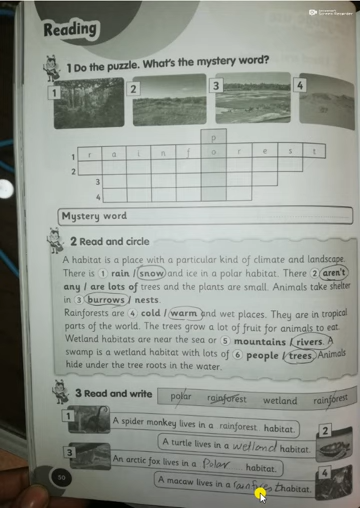 Reading
1 Do the puzzle. What's the mystery word?
1 2 3 4
p
1 r a i n f o r e s t
2
3
4
Mystery word
2 Read and circle
A habitat is a place with a particular kind of climate and landscape.
There is 1 rain / snow and ice in a polar habitat. There 2 aren't
any / are lots of trees and the plants are small. Animals take shelter
in 3 burrows / nests.
Rainforests are 4 cold / warm and wet places. They are in tropical
parts of the world. The trees grow a lot of fruit for animals to eat.
Wetland habitats are near the sea or 5 mountains / rivers. A
swamp is a wetland habitat with lots of 6 people / trees. Animals
hide under the tree roots in the water.
3 Read and write
polar rainforest wetland rainforest
1 A spider monkey lives in a rainforest habitat.
2 A turtle lives in a wetland habitat.
3 An arctic fox lives in a Polar habitat.
4 A macaw lives in a rainforest habitat.
50